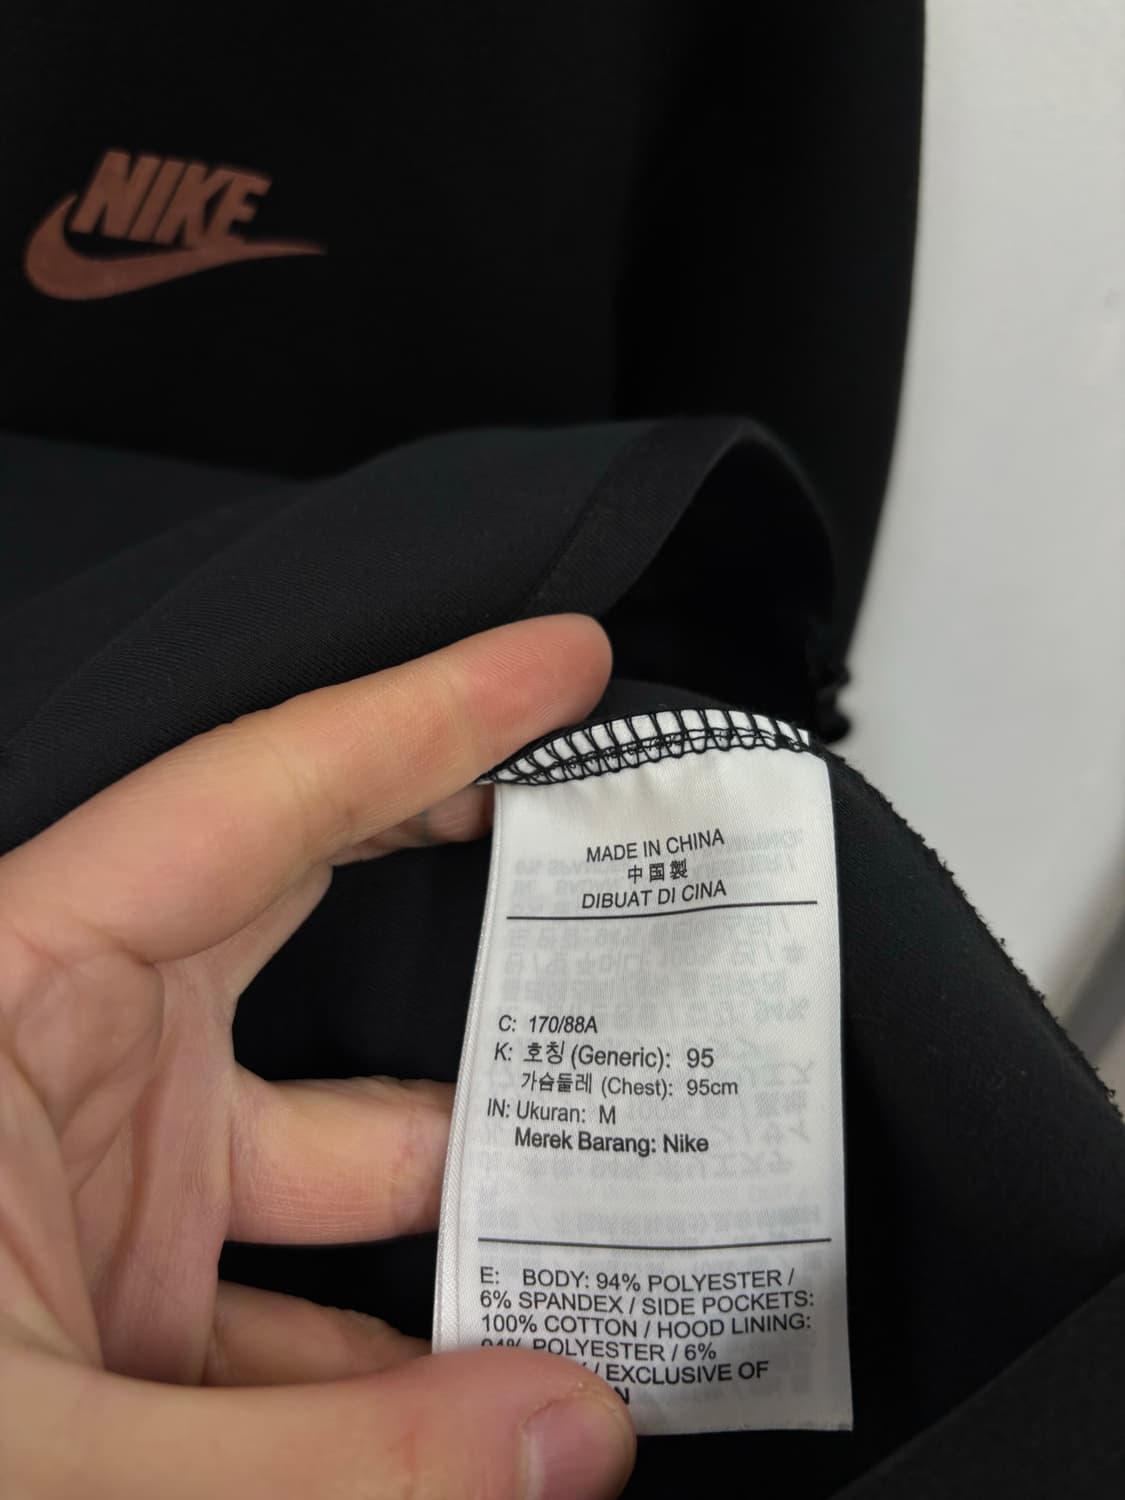 NIKE
MADE IN CHINA
中国製
DIBUAT DI CINA
C: 170/88A
K: 호칭 (Generic): 95
가슴둘레 (Chest): 95cm
IN: Ukuran: M
Merek Barang: Nike
E: BODY: 94% POLYESTER /
6% SPANDEX / SIDE POCKETS:
100% COTTON / HOOD LINING:
94% POLYESTER / 6%
/ EXCLUSIVE OF